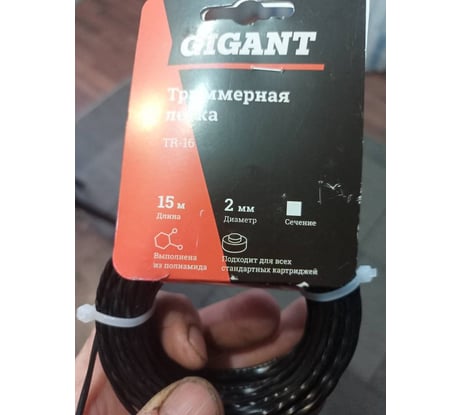 GIGANT
Триммерная
леска
TR-16
15 м
Длина
2 мм
Диаметр
Сечение
Выполнена
из полиамида
Подходит для всех
стандартных картриджей